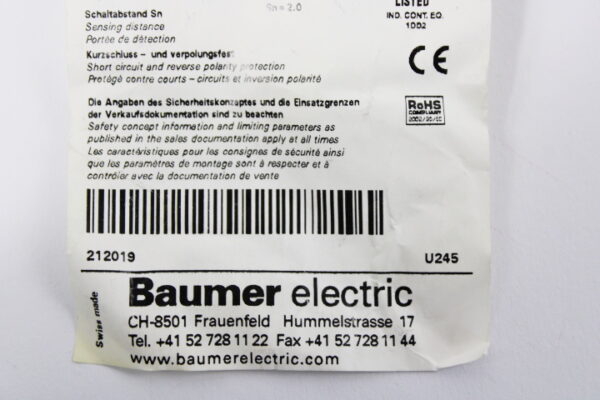 Schaltabstand Sn
Sn = 2.0
Sensing distance
Portée de détection
LISTED
IND. CONT. EQ.
1DD2
Kurzschluss - und verpolungsfest
Short circuit and reverse polarity protection
Protégé contre courts - circuits et inversion polarité
CE
Die Angaben des Sicherheitskonzaptes und die Einsatzgrenzen
der Verkaufsdokumentation sind zu beachten
Safety concept information and limiting parameters as
published in the sales documentation apply at all times
Les caractéristiques pour les consignes de sécurité ainsi
que les paramètres de montage sont à respecter et à
contrôler avec la documentation de vente
RoHS
COMPLIANT
2002/95/EC
212019
U245
Swiss made
Baumer electric
CH-8501 Frauenfeld Hummelstrasse 17
Tel. +41 52 728 11 22 Fax +41 52 728 11 44
www.baumerelectric.com